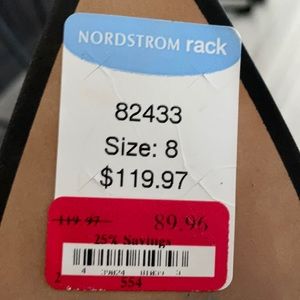 NORDSTROM rack
82433
Size: 8
$119.97
119.97 89.96
25% Savings
554